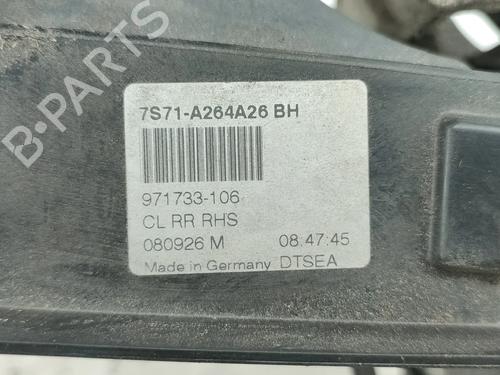 B-PARTS
7S71-A264A26 BH
971733-106
CL RR RHS
080926 M 08:47:45
Made in Germany DTSEA